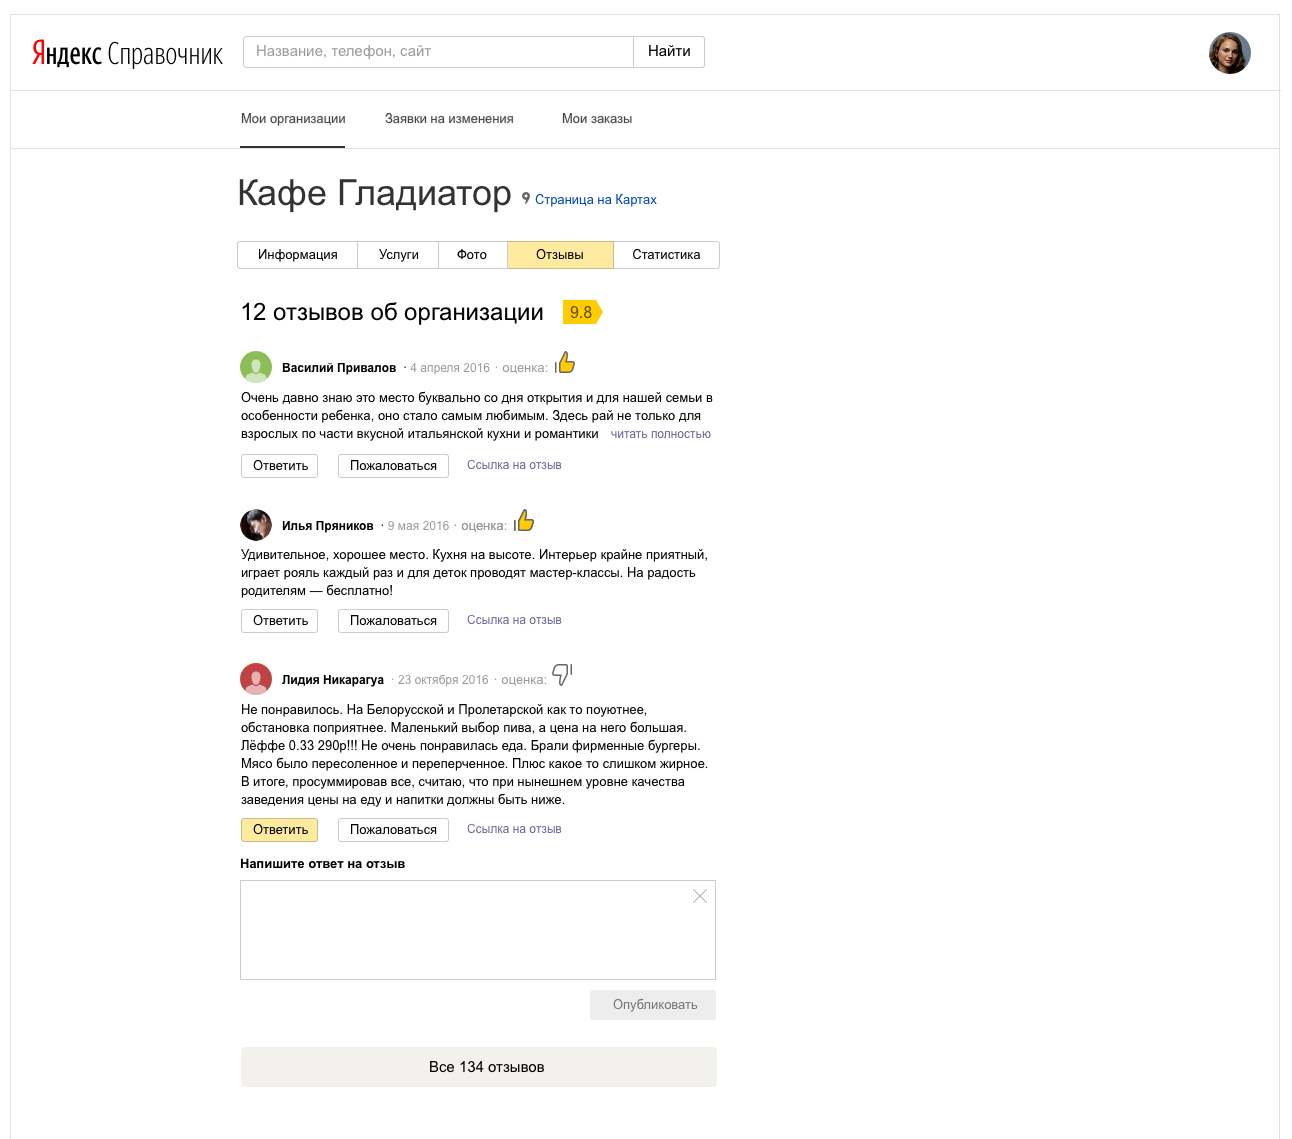 Яндекс Справочник
Название, телефон, сайт
Найти
Мои организации
Заявки на изменения
Мои заказы
Кафе Гладиатор
Страница на Картах
Информация
Услуги
Фото
Отзывы
Статистика
12 отзывов об организации
9.8
Василий Привалов · 4 апреля 2016 · оценка:
Очень давно знаю это место буквально со дня открытия и для нашей семьи в
особенности ребенка, оно стало самым любимым. Здесь рай не только для
взрослых по части вкусной итальянской кухни и романтики читать полностью
Ответить
Пожаловаться
Ссылка на отзыв
Илья Пряников · 9 мая 2016 · оценка:
Удивительное, хорошее место. Кухня на высоте. Интерьер крайне приятный,
играет рояль каждый раз и для деток проводят мастер-классы. На радость
родителям — бесплатно!
Ответить
Пожаловаться
Ссылка на отзыв
Лидия Никарагуа · 23 октября 2016 · оценка:
Не понравилось. На Белорусской и Пролетарской как то поуютнее,
обстановка поприятнее. Маленький выбор пива, а цена на него большая.
Лёффе 0.33 290р!!! Не очень понравилась еда. Брали фирменные бургеры.
Мясо было пересоленное и переперченное. Плюс какое то слишком жирное.
В итоге, просуммировав все, считаю, что при нынешнем уровне качества
заведения цены на еду и напитки должны быть ниже.
Ответить
Пожаловаться
Ссылка на отзыв
Напишите ответ на отзыв
Опубликовать
Все 134 отзывов